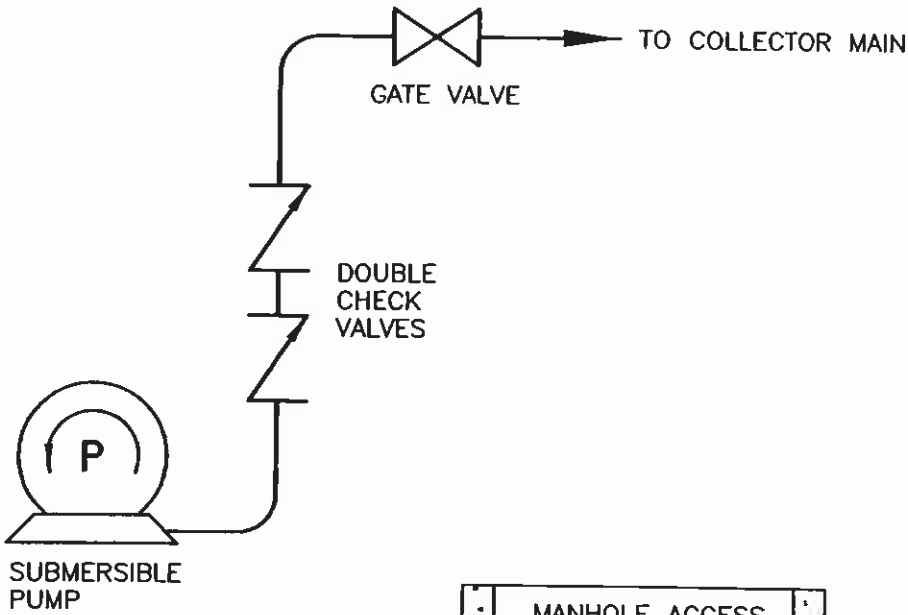 TO COLLECTOR MAIN
GATE VALVE
DOUBLE
CHECK
VALVES
P
SUBMERSIBLE
PUMP
MANHOLE ACCESS